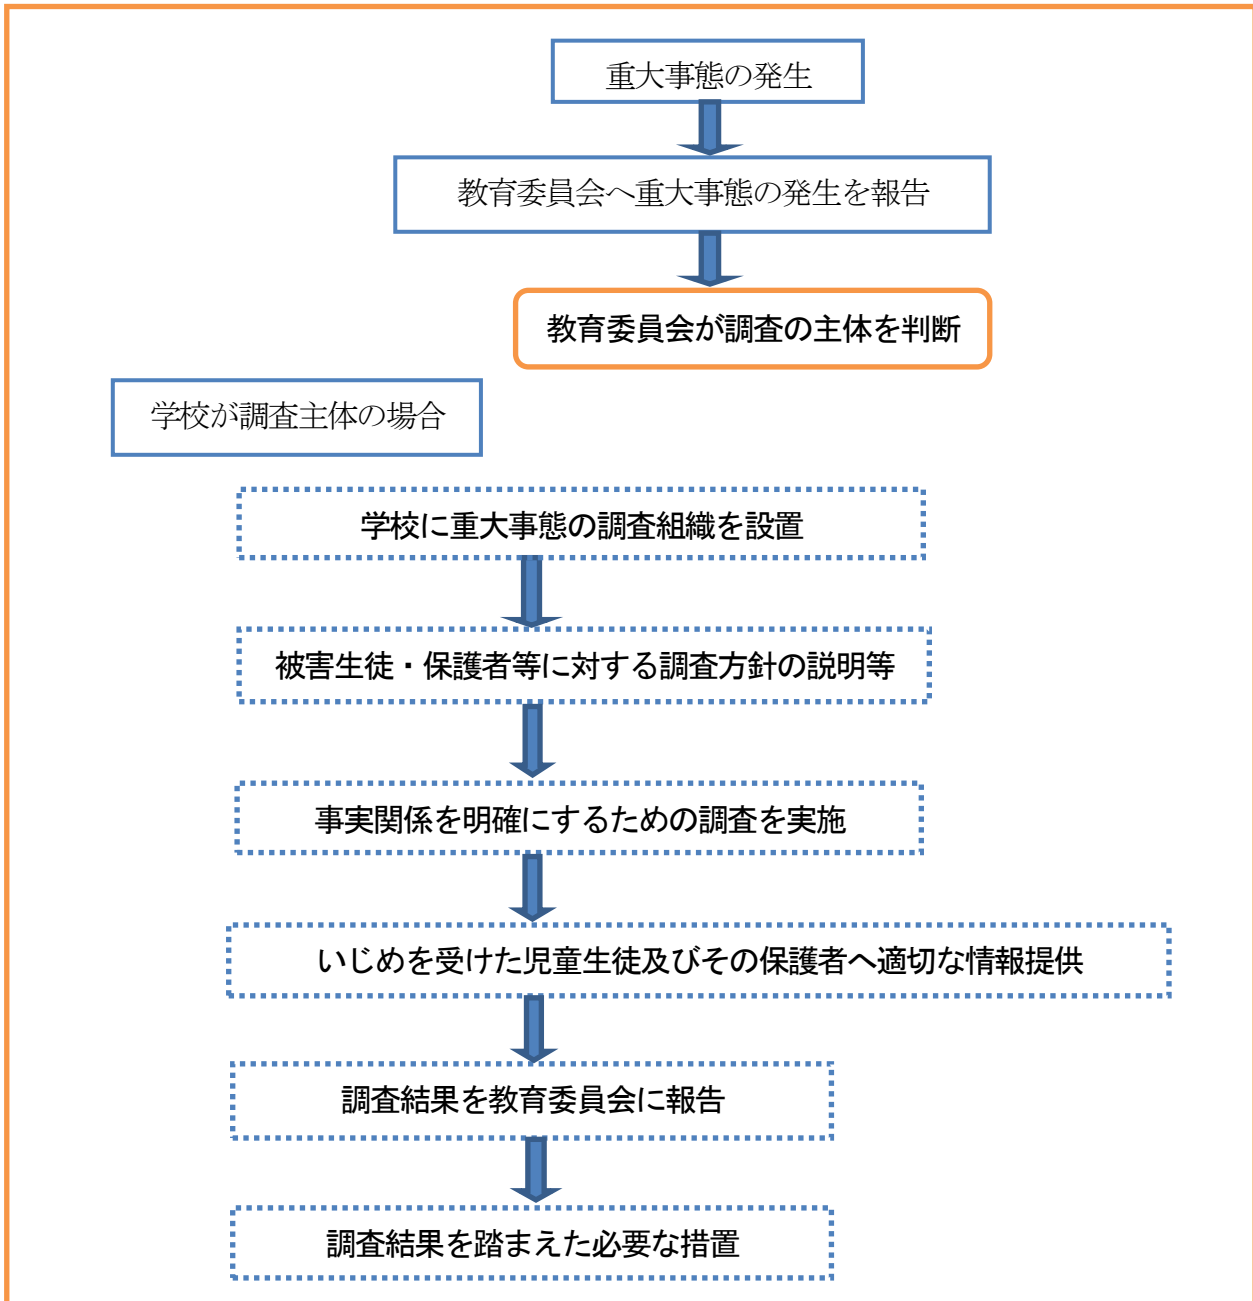 重大事態の発生
教育委員会へ重大事態の発生を報告
教育委員会が調査の主体を判断
学校が調査主体の場合
学校に重大事態の調査組織を設置
被害生徒・保護者等に対する調査方針の説明等
事実関係を明確にするための調査を実施
いじめを受けた児童生徒及びその保護者へ適切な情報提供
調査結果を教育委員会に報告
調査結果を踏まえた必要な措置